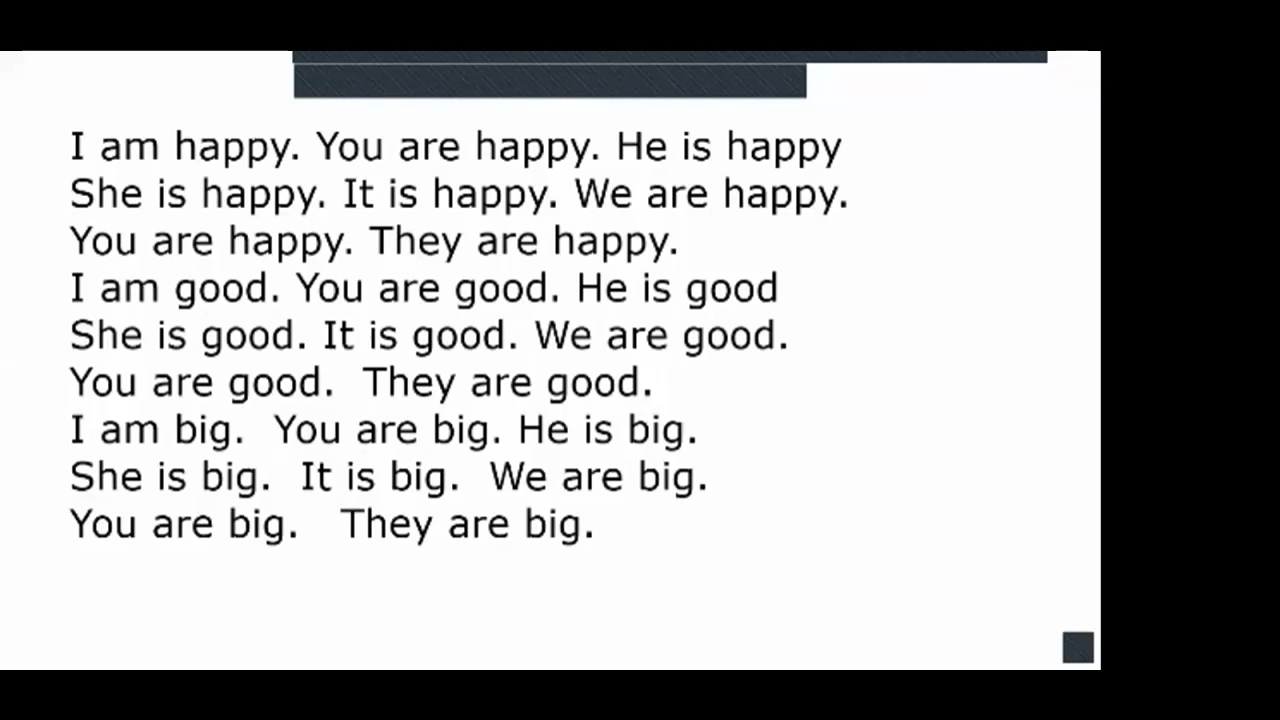 I am happy. You are happy. He is happy
She is happy. It is happy. We are happy.
You are happy. They are happy.
I am good. You are good. He is good
She is good. It is good. We are good.
You are good.  They are good.
I am big.  You are big. He is big.
She is big.  It is big.  We are big.
You are big.   They are big.